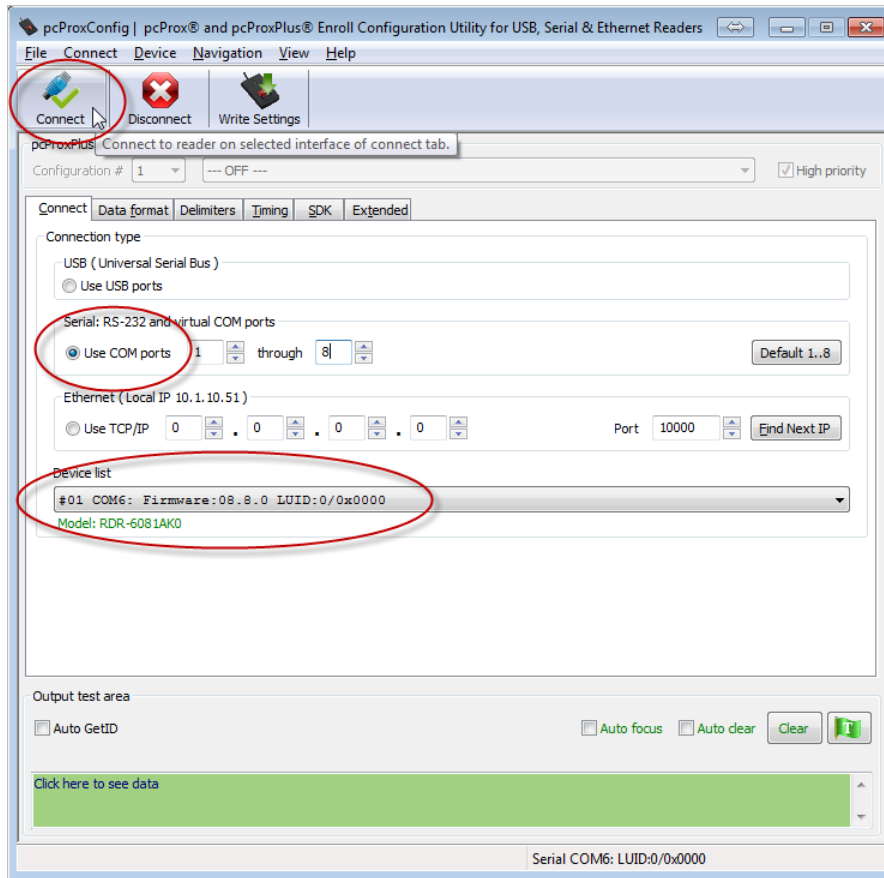 pcProxConfig | pcProx® and pcProxPlus® Enroll Configuration Utility for USB, Serial & Ethernet Readers
File Connect Device Navigation View Help
Connect Disconnect Write Settings
pcProxPlus
Connect to reader on selected interface of connect tab.
Configuration # 1 --- OFF --- High priority
Connect Data format Delimiters Timing SDK Extended
Connection type
USB ( Universal Serial Bus )
Use USB ports
Serial: RS-232 and virtual COM ports
Use COM ports 1 through 8 Default 1..8
Ethernet ( Local IP 10.1.10.51 )
Use TCP/IP 0 . 0 . 0 . 0 Port 10000 Find Next IP
Device list
#01 COM6: Firmware:08.8.0 LUID:0/0x0000
Model: RDR-6081AK0
Output test area
Auto GetID Auto focus Auto clear Clear T
Click here to see data
Serial COM6: LUID:0/0x0000